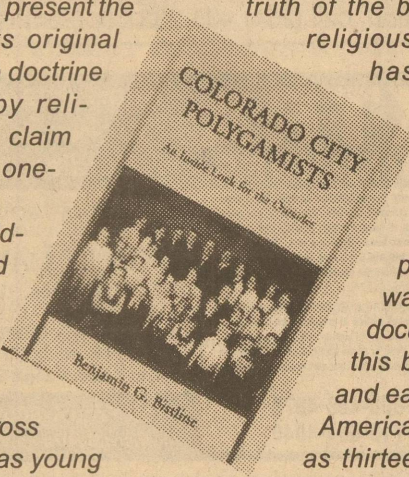 present the
s original
doctrine
by reli-
claim
one-
d-
d
oss
as young
COLORADO CITY
POLYGAMISTS
An Inside Look for the Outsider
Benjamin G. Bistline
truth of the b
religious
has
p
wa
doct
this b
and ea
America
as thirtee